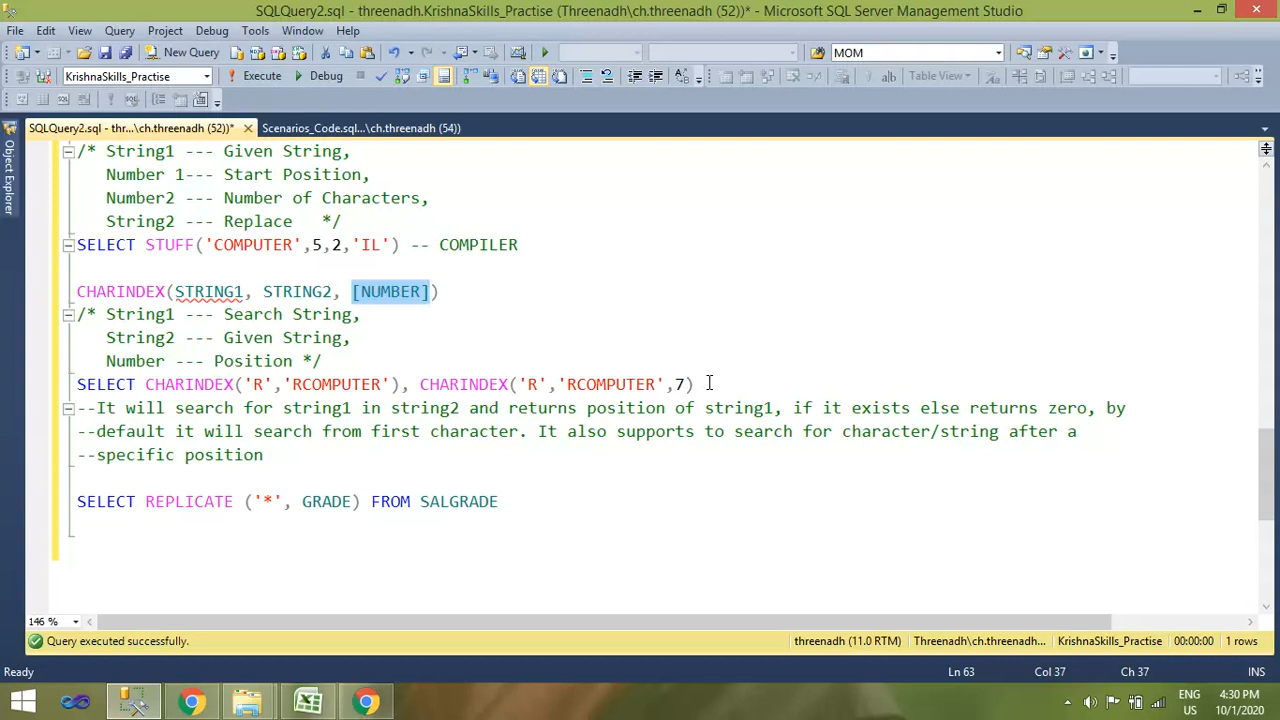 SQLQuery2.sql - threenadh.KrishnaSkills_Practise (Threenadh\ch.threenadh (52))* - Microsoft SQL Server Management Studio
File Edit View Query Project Debug Tools Window Help
New Query MOM
KrishnaSkills_Practise Execute Debug Table View
SQLQuery2.sql - thr...\ch.threenadh (52))* Scenarios_Code.sql...\ch.threenadh (54))
Object Explorer
/* String1 --- Given String,
Number 1--- Start Position,
Number2 --- Number of Characters,
String2 --- Replace */
SELECT STUFF('COMPUTER',5,2,'IL') -- COMPILER
CHARINDEX(STRING1, STRING2, [NUMBER])
/* String1 --- Search String,
String2 --- Given String,
Number --- Position */
SELECT CHARINDEX('R','RCOMPUTER'), CHARINDEX('R','RCOMPUTER',7)
--It will search for string1 in string2 and returns position of string1, if it exists else returns zero, by
--default it will search from first character. It also supports to search for character/string after a
--specific position
SELECT REPLICATE ('*', GRADE) FROM SALGRADE
146 %
Query executed successfully. threenadh (11.0 RTM) Threenadh\ch.threenadh... KrishnaSkills_Practise 00:00:00 1 rows
Ready Ln 63 Col 37 Ch 37 INS
ENG 4:30 PM
US 10/1/2020